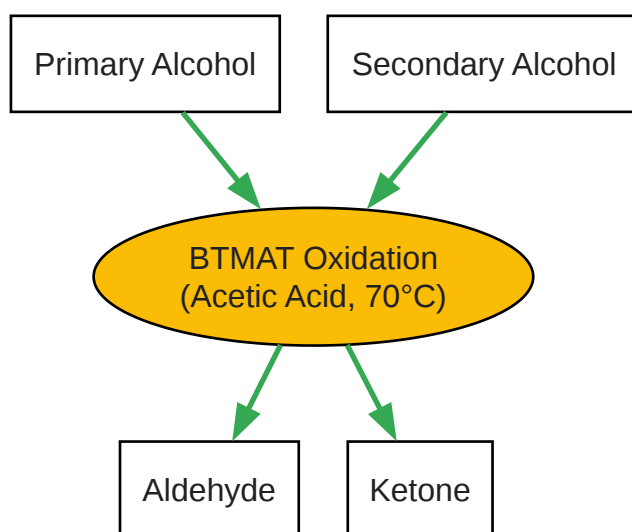 Primary Alcohol
Secondary Alcohol
BTMAT Oxidation
(Acetic Acid, 70°C)
Aldehyde
Ketone